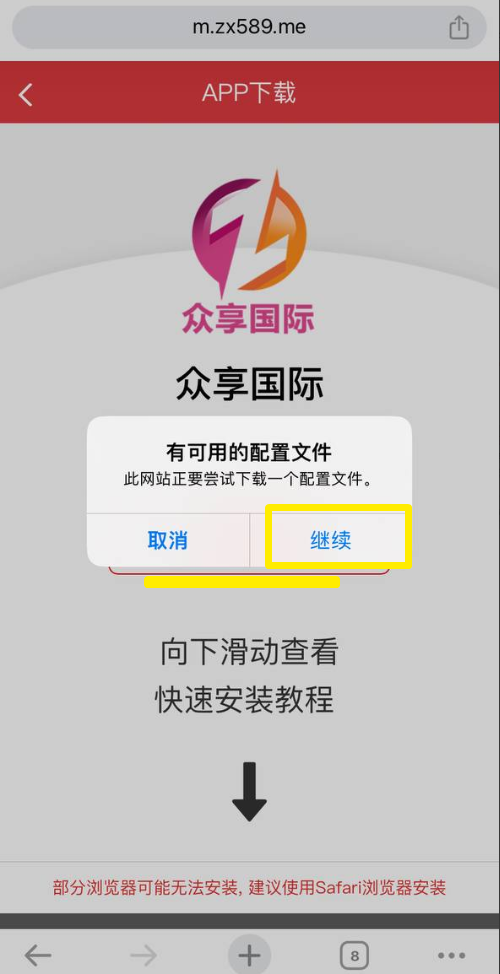 m.zx589.me
APP下载
众享国际
众享国际
有可用的配置文件
此网站正要尝试下载一个配置文件。
取消
继续
向下滑动查看
快速安装教程
部分浏览器可能无法安装, 建议使用Safari浏览器安装
8